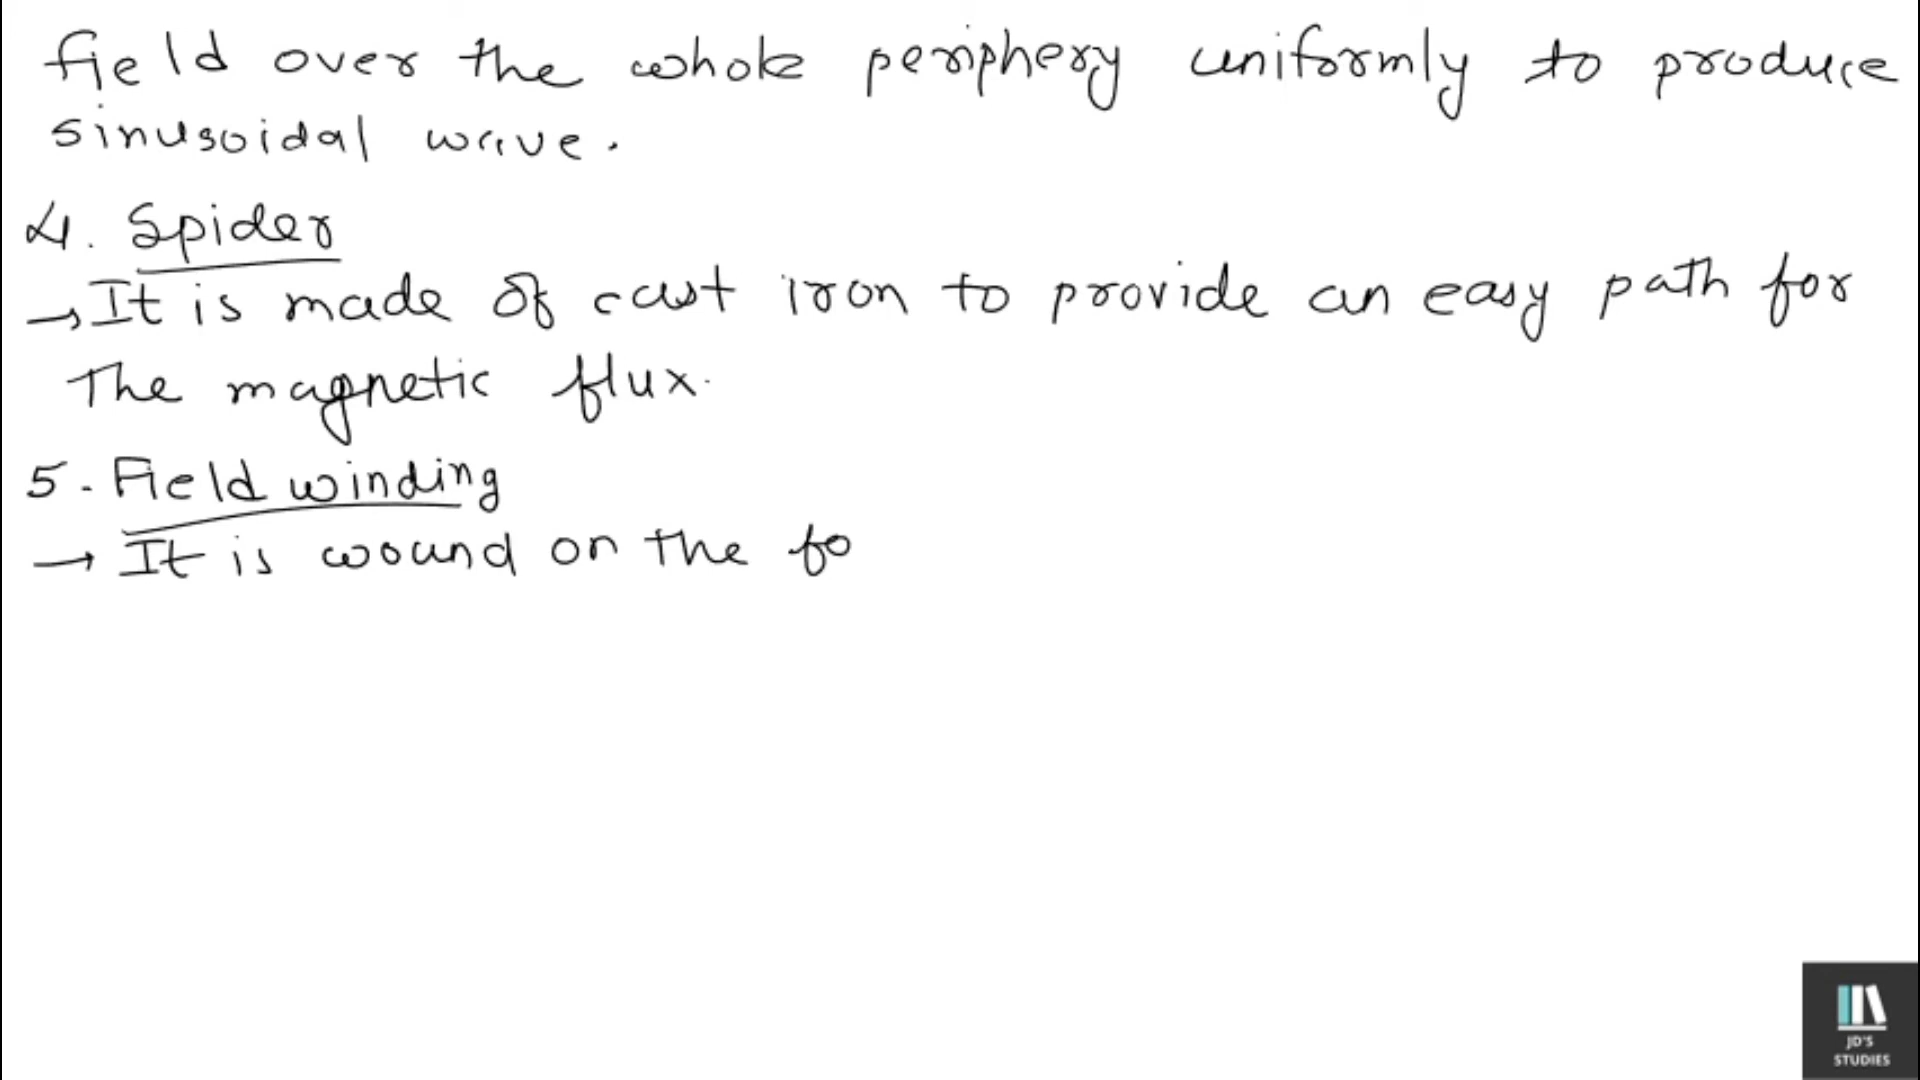 field over the whole periphery uniformly to produce
sinusoidal wave.
4. Spider
→ It is made of cast iron to provide an easy path for
The magnetic flux.
5. Field winding
→ It is wound on the fo
JD'S
STUDIES